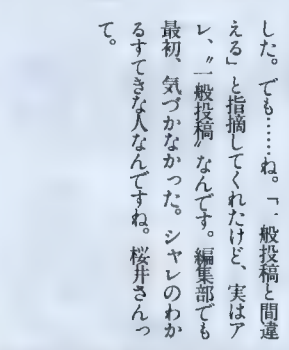 した。でも……ね。「一般投稿と間違
える」と指摘してくれたけど、実はア
レ、〝一般投稿〟なんです。編集部でも
最初、気づかなかった。シャレのわか
るすてきな人なんですね。桜井さんっ
て。